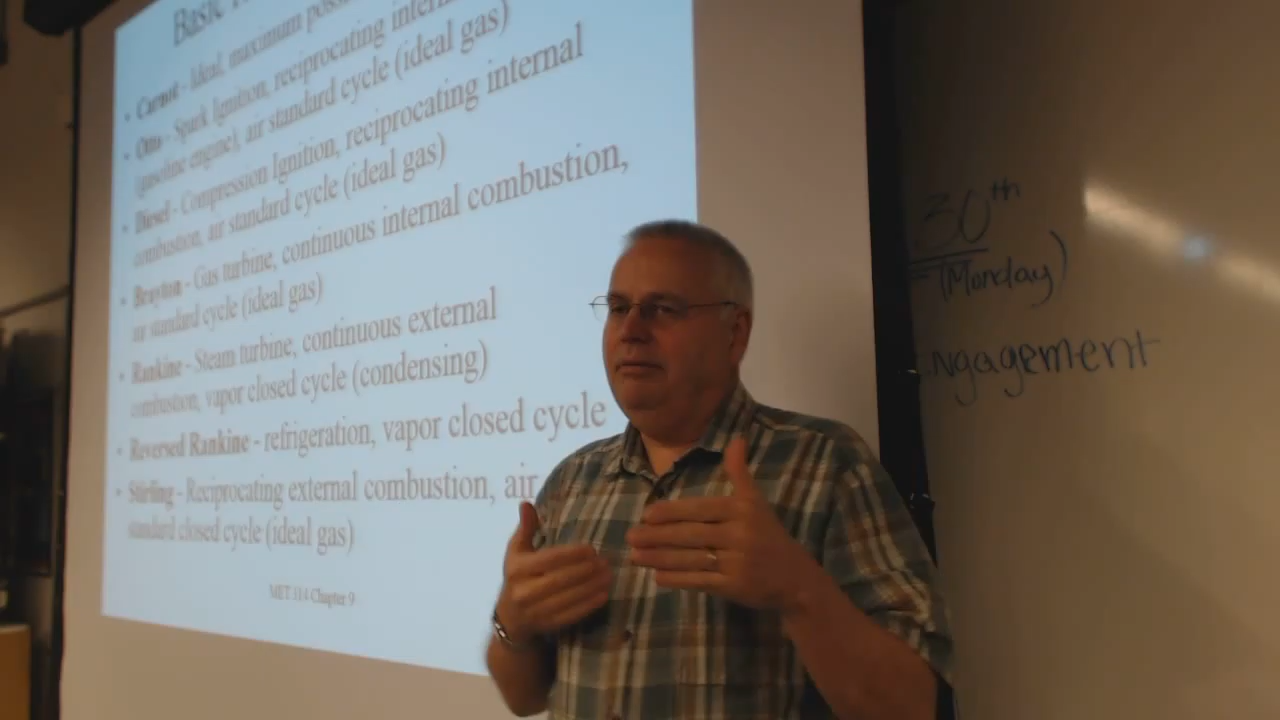 Basic
• Carnot - Ideal, maximum
• Otto - Spark Ignition, reciprocating
(gasoline engine), air standard cycle (ideal gas)
• Diesel - Compression Ignition, reciprocating internal
combustion, air standard cycle (ideal gas)
• Brayton - Gas turbine, continuous internal combustion,
air standard cycle (ideal gas)
• Rankine - Steam turbine, continuous external
combustion, vapor closed cycle (condensing)
• Reversed Rankine - refrigeration, vapor closed cycle
• Stirling - Reciprocating external combustion, air
standard closed cycle (ideal gas)
MET 314 Chapter 9
30th
(Monday)
Engagement